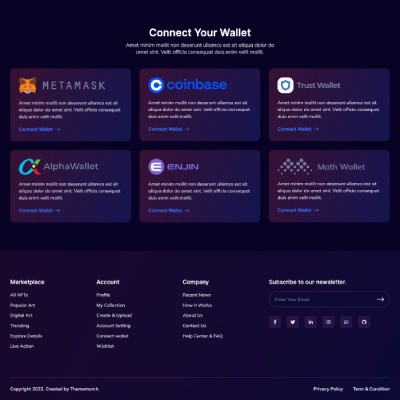 Connect Your Wallet
Amet minim mollit non deserunt ullamco est sit aliqua dolor do
amet sint. Velit officia consequat duis enim velit mollit.
METAMASK
Amet minim mollit non deserunt ullamco est sit
aliqua dolor do amet sint. Velit officia consequat
duis enim velit mollit.
Connect Wallet →
coinbase
Amet minim mollit non deserunt ullamco est sit
aliqua dolor do amet sint. Velit officia consequat
duis enim velit mollit.
Connect Wallet →
Trust Wallet
Amet minim mollit non deserunt ullamco est sit
aliqua dolor do amet sint. Velit officia consequat
duis enim velit mollit.
Connect Wallet →
AlphaWallet
Amet minim mollit non deserunt ullamco est sit
aliqua dolor do amet sint. Velit officia consequat
duis enim velit mollit.
Connect Wallet →
ENJIN
Amet minim mollit non deserunt ullamco est sit
aliqua dolor do amet sint. Velit officia consequat
duis enim velit mollit.
Connect Wallet →
Math Wallet
Amet minim mollit non deserunt ullamco est sit
aliqua dolor do amet sint. Velit officia consequat
duis enim velit mollit.
Connect Wallet →
Marketplace
All NFTs
Popular Art
Digital Art
Trending
Explore Details
Live Action
Account
Profile
My Collection
Create & Upload
Account Setting
Connect wallet
Wishlist
Company
Recent News
How It Works
About Us
Contact Us
Help Center & FAQ
Subscribe to our newsletter.
Enter Your Email
Copyright 2022, Created by Thememarch.
Privacy Policy
Term & Condition